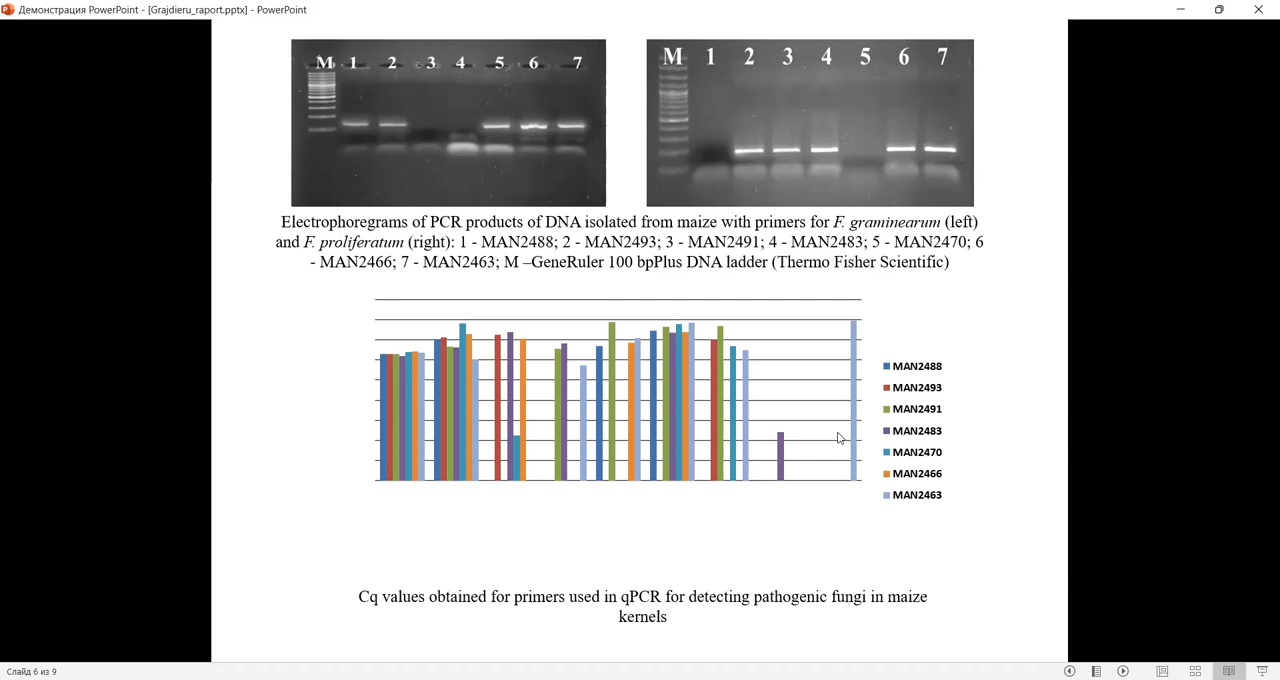 Демонстрация PowerPoint - [Grajdieru_raport.pptx] - PowerPoint
M 1 2 3 4 5 6 7
M 1 2 3 4 5 6 7
Electrophoregrams of PCR products of DNA isolated from maize with primers for F. graminearum (left)
and F. proliferatum (right): 1 - MAN2488; 2 - MAN2493; 3 - MAN2491; 4 - MAN2483; 5 - MAN2470; 6
- MAN2466; 7 - MAN2463; M –GeneRuler 100 bpPlus DNA ladder (Thermo Fisher Scientific)
MAN2488
MAN2493
MAN2491
MAN2483
MAN2470
MAN2466
MAN2463
Cq values obtained for primers used in qPCR for detecting pathogenic fungi in maize
kernels
Слайд 6 из 9